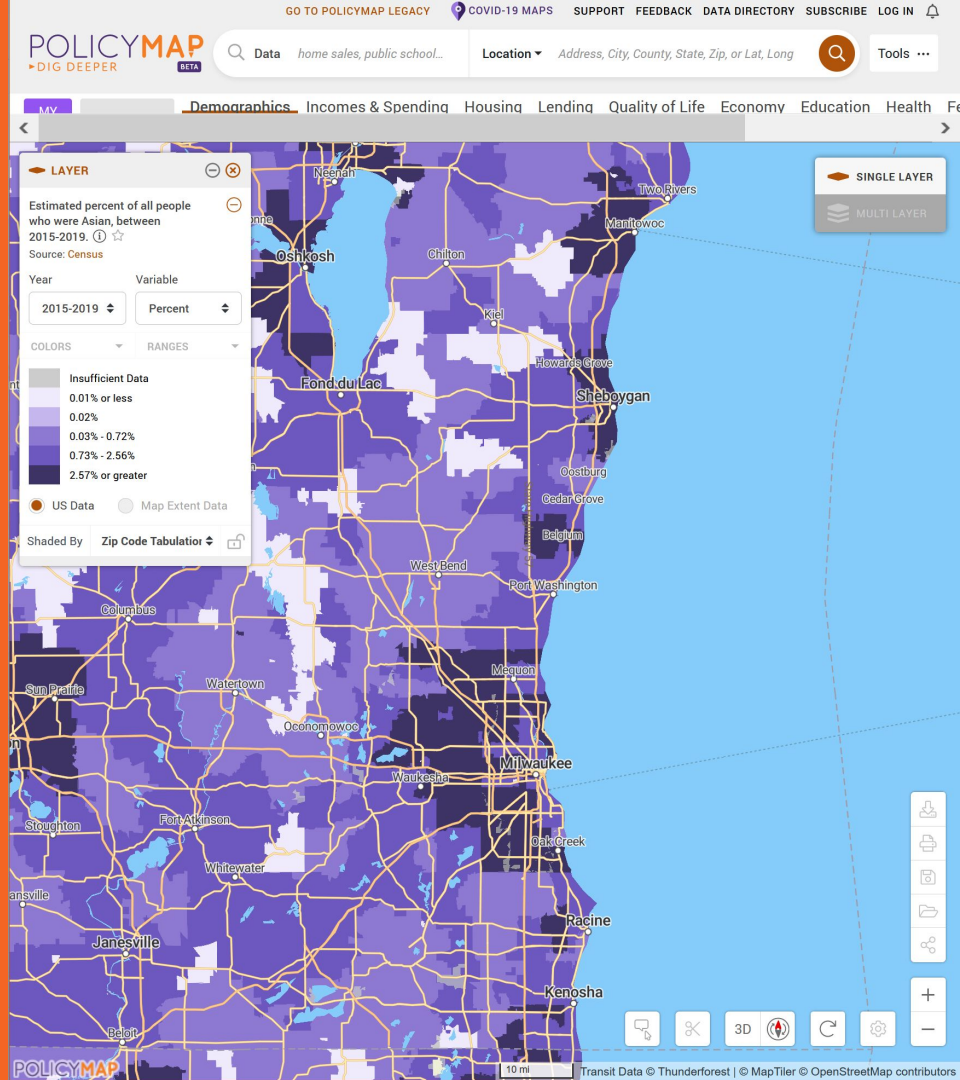 GO TO POLICYMAP LEGACY COVID-19 MAPS SUPPORT FEEDBACK DATA DIRECTORY SUBSCRIBE LOG IN
POLICYMAP
DIG DEEPER
BETA
Data home sales, public school...
Location Address, City, County, State, Zip, or Lat, Long
Tools ...
MY
Demographics Incomes & Spending Housing Lending Quality of Life Economy Education Health Fe
LAYER
Estimated percent of all people
who were Asian, between
2015-2019.
Source: Census
Year Variable
2015-2019 Percent
COLORS RANGES
Insufficient Data
0.01% or less
0.02%
0.03% - 0.72%
0.73% - 2.56%
2.57% or greater
US Data Map Extent Data
Shaded By Zip Code Tabulation
SINGLE LAYER
MULTI LAYER
Neenah
Two Rivers
Manitowoc
Oshkosh
Chilton
Kiel
Howards Grove
Fond du Lac
Sheboygan
Oostburg
Cedar Grove
Belgium
West Bend
Port Washington
Columbus
Mequon
Sun Prairie
Watertown
Oconomowoc
Milwaukee
Waukesha
Stoughton
Fort Atkinson
Oak Creek
Whitewater
ansville
Racine
Janesville
Kenosha
Beloit
3D
POLICYMAP
10 mi
Transit Data © Thunderforest | © MapTiler © OpenStreetMap contributors